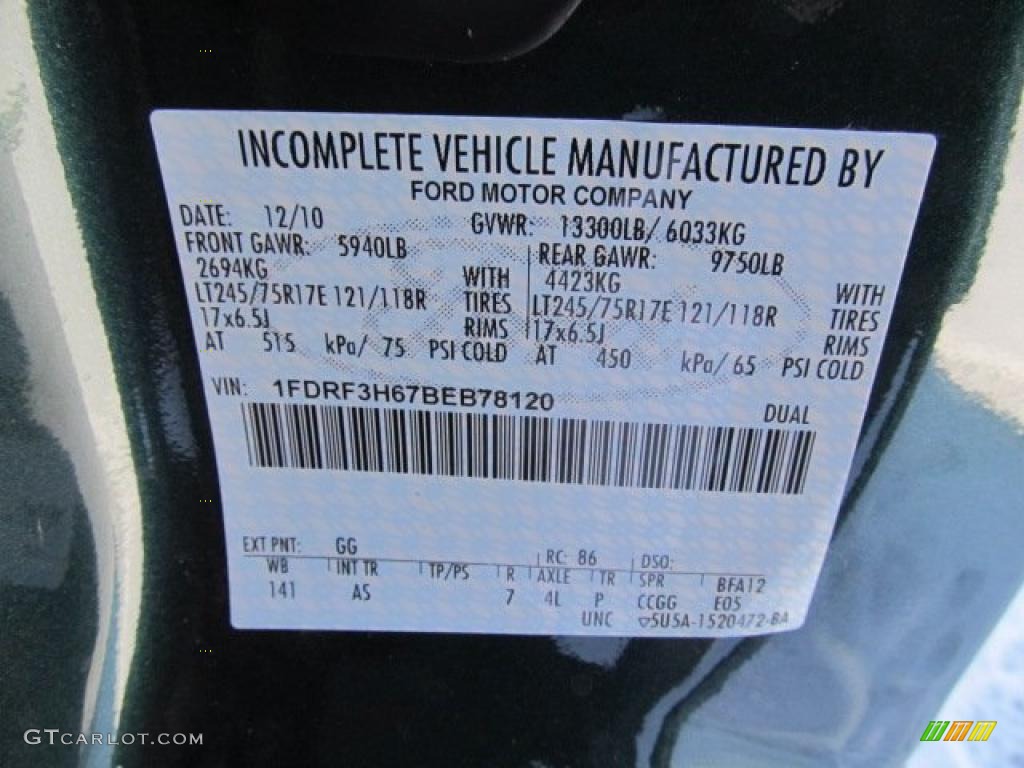 INCOMPLETE VEHICLE MANUFACTURED BY
FORD MOTOR COMPANY
DATE: 12/10 GVWR: 13300LB/ 6033KG
FRONT GAWR: 5940LB REAR GAWR: 9750LB
2694KG WITH 4423KG WITH
LT245/75R17E 121/118R TIRES LT245/75R17E 121/118R TIRES
17x6.5J RIMS 17x6.5J RIMS
AT 515 kPa/ 75 PSI COLD AT 450 kPa/ 65 PSI COLD
VIN: 1FDRF3H67BEB78120 DUAL
EXT PNT: GG RC: 86 DSO:
WB INT TR TP/PS R AXLE TR SPR BFA12
141 AS 7 4L P CCGG E05
UNC ▽5U5A-1520472-BA
GTCARLOT.COM